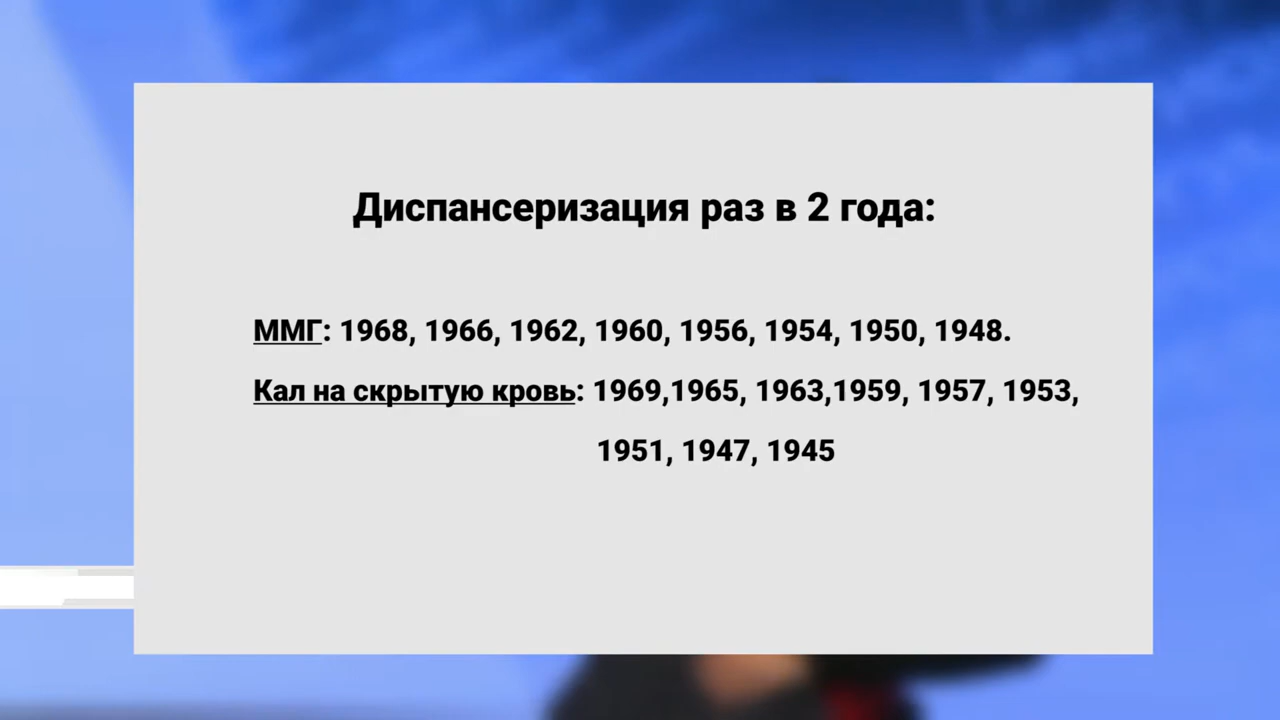 Диспансеризация раз в 2 года:
ММГ: 1968, 1966, 1962, 1960, 1956, 1954, 1950, 1948.
Кал на скрытую кровь: 1969,1965, 1963,1959, 1957, 1953,
1951, 1947, 1945